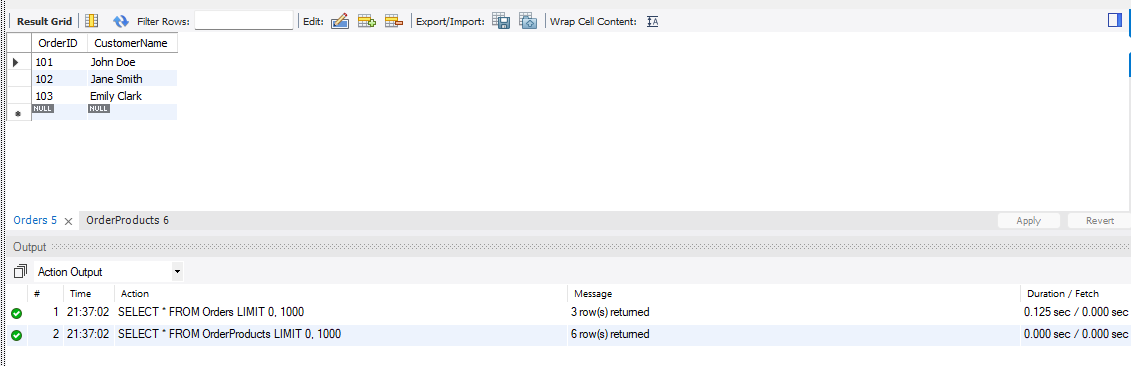 Result Grid Filter Rows: Edit: Export/Import: Wrap Cell Content: IA
OrderID CustomerName
101 John Doe
102 Jane Smith
103 Emily Clark
NULL NULL
Orders 5 OrderProducts 6 Apply Revert
Output
Action Output
# Time Action Message Duration / Fetch
1 21:37:02 SELECT * FROM Orders LIMIT 0, 1000 3 row(s) returned 0.125 sec / 0.000 sec
2 21:37:02 SELECT * FROM OrderProducts LIMIT 0, 1000 6 row(s) returned 0.000 sec / 0.000 sec